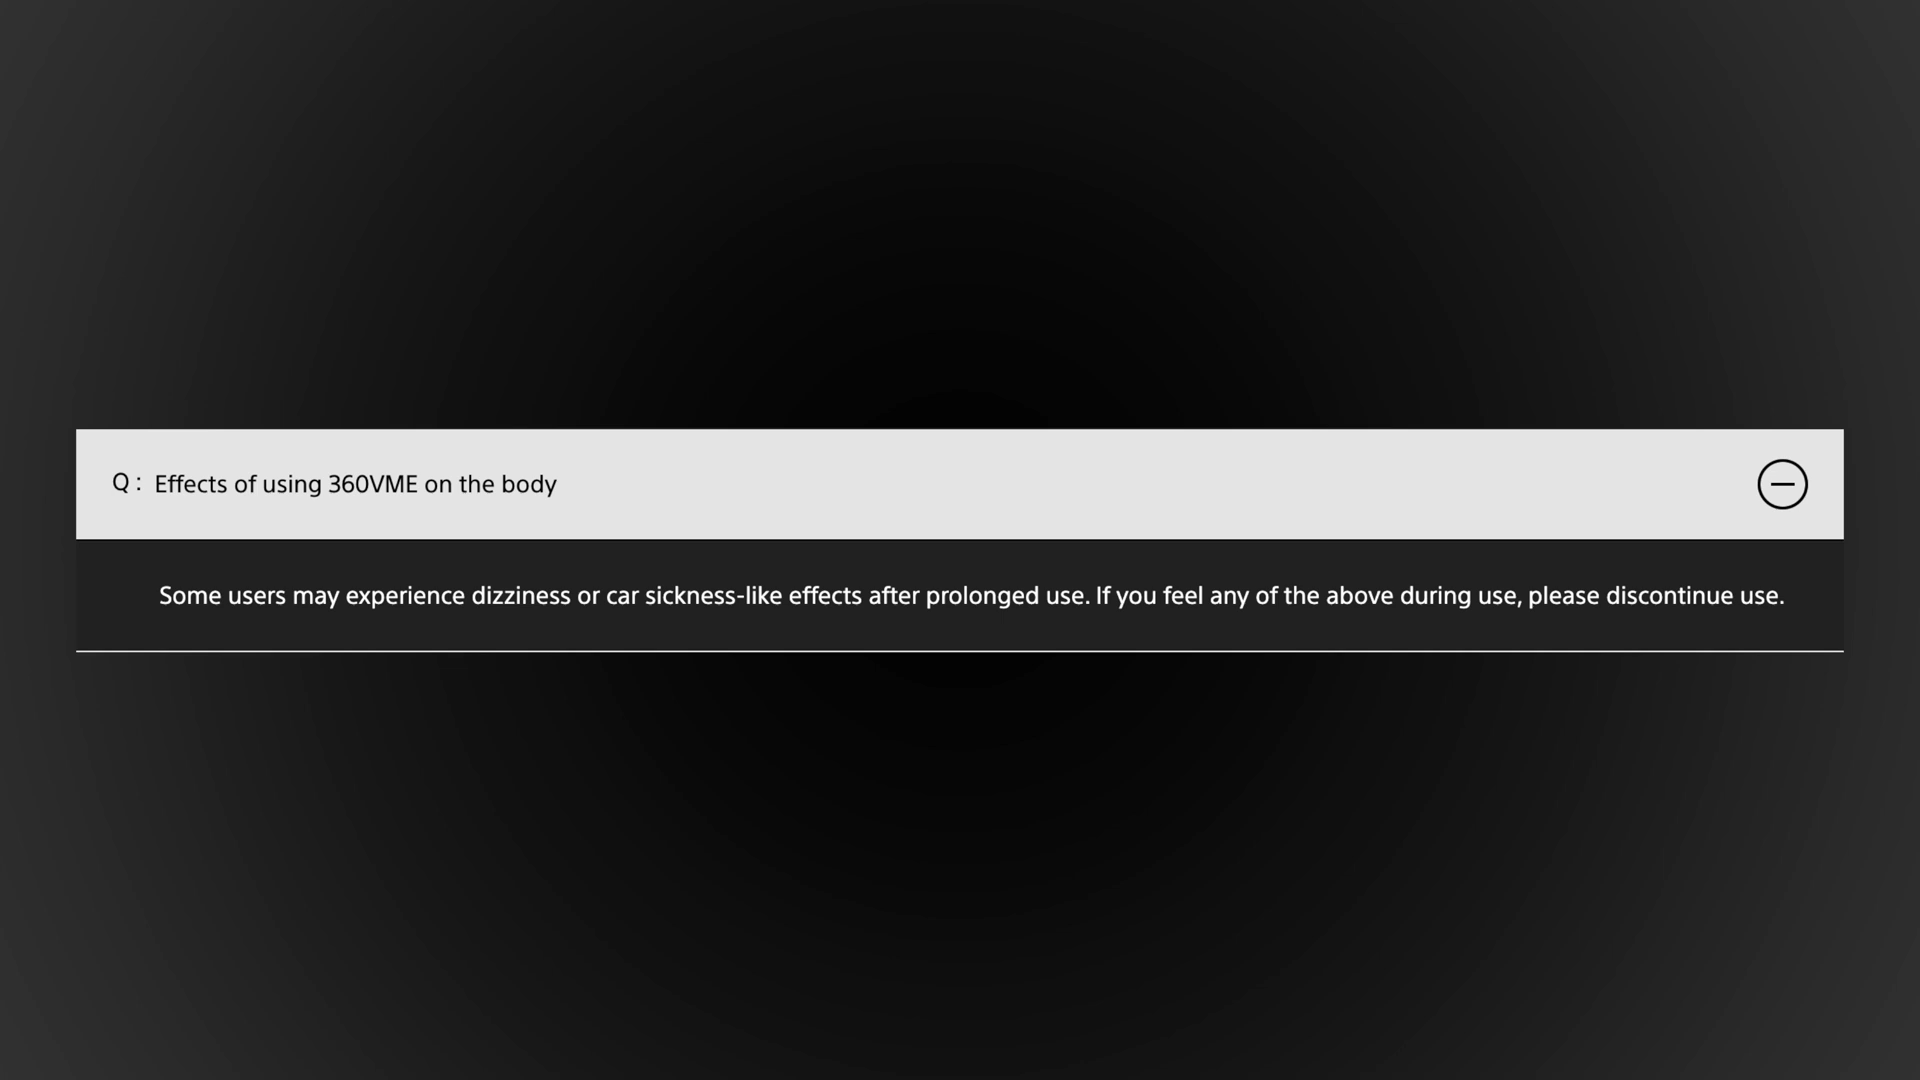 Q : Effects of using 360VME on the body
Some users may experience dizziness or car sickness-like effects after prolonged use. If you feel any of the above during use, please discontinue use.